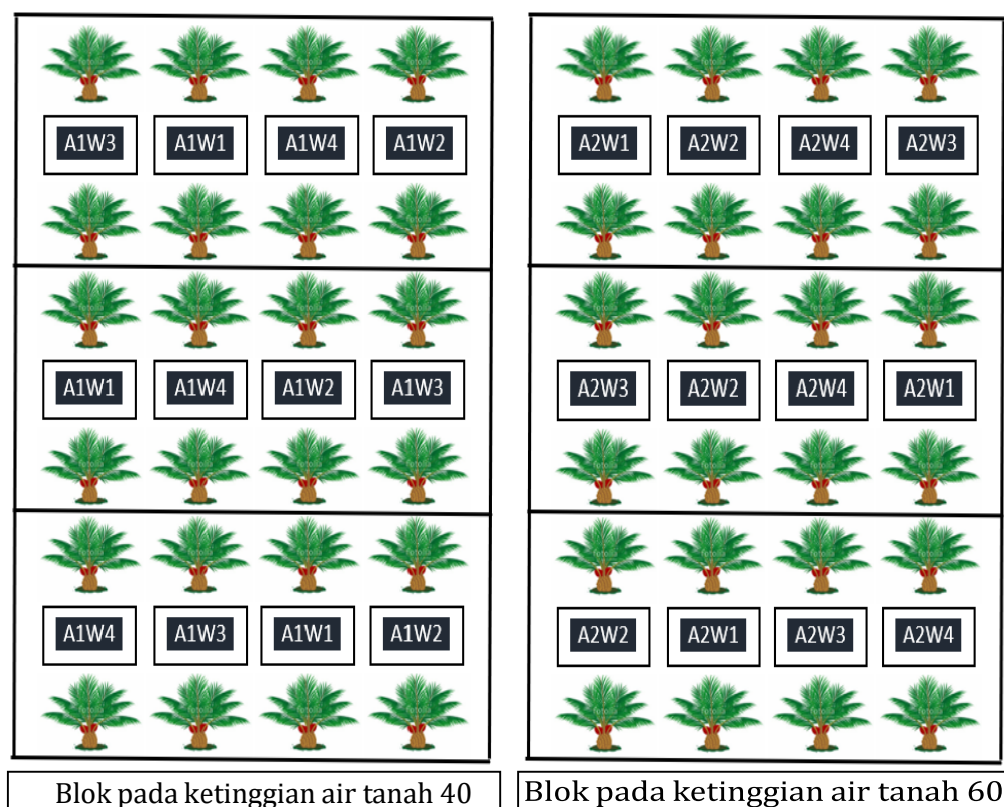 A1W3 A1W1 A1W4 A1W2
A1W1 A1W4 A1W2 A1W3
A1W4 A1W3 A1W1 A1W2
Blok pada ketinggian air tanah 40
A2W1 A2W2 A2W4 A2W3
A2W3 A2W2 A2W4 A2W1
A2W2 A2W1 A2W3 A2W4
Blok pada ketinggian air tanah 60